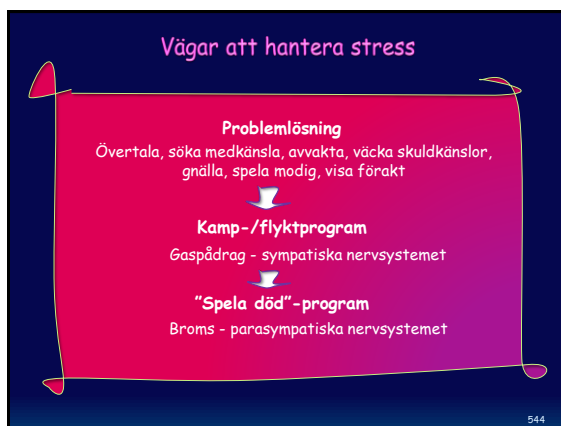 Vägar att hantera stress
Problemlösning
Övertala, söka medkänsla, avvakta, väcka skuldkänslor,
gnälla, spela modig, visa förakt
Kamp-/flyktprogram
Gaspådrag - sympatiska nervsystemet
”Spela död”-program
Broms - parasympatiska nervsystemet
544